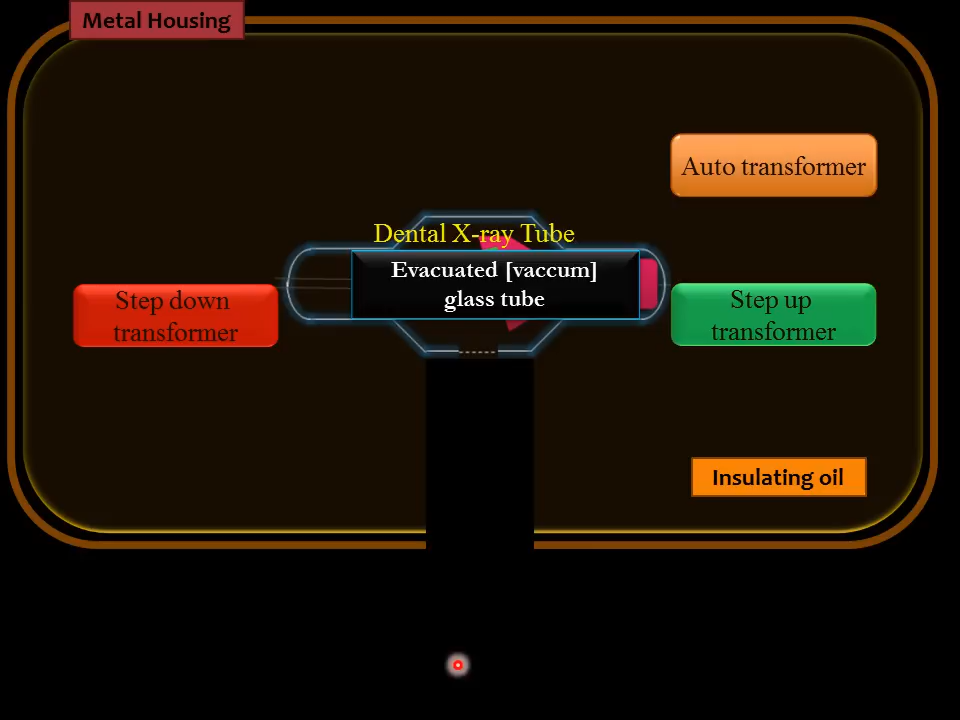 Metal Housing
Auto transformer
Dental X-ray Tube
Evacuated [vaccum]
glass tube
Step down
transformer
Step up
transformer
Insulating oil